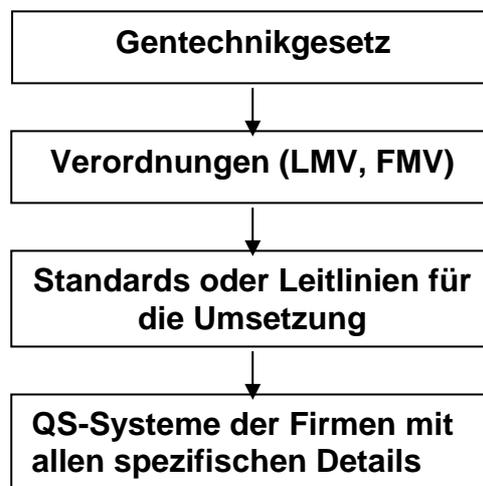 Gentechnikgesetz
Verordnungen (LMV, FMV)
Standards oder Leitlinien für
die Umsetzung
QS-Systeme der Firmen mit
allen spezifischen Details